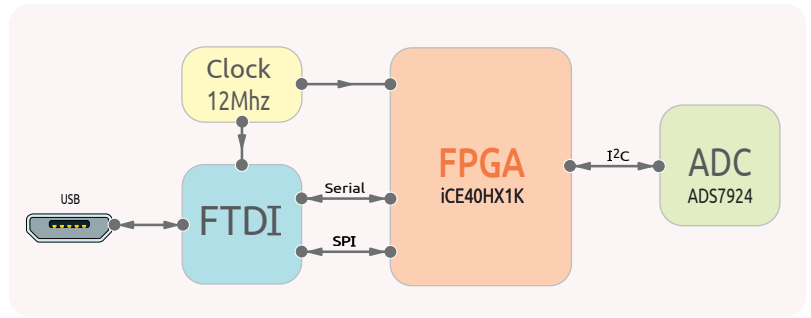 Clock
12Mhz
USB
FTDI
Serial
SPI
FPGA
iCE40HX1K
I²C
ADC
ADS7924